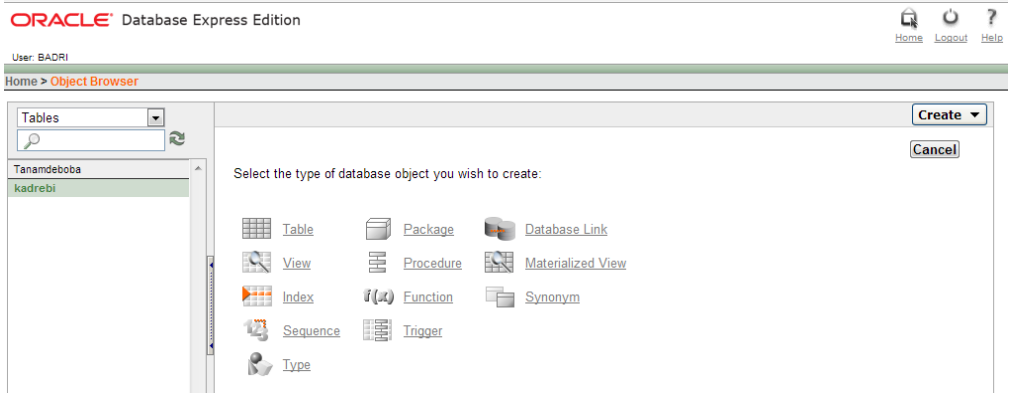 ORACLE Database Express Edition
Home Logout Help
User: BADRI
Home > Object Browser
Tables
Create
Cancel
Tanamdeboba
kadrebi
Select the type of database object you wish to create:
Table Package Database Link
View Procedure Materialized View
Index f(x) Function Synonym
Sequence Trigger
Type